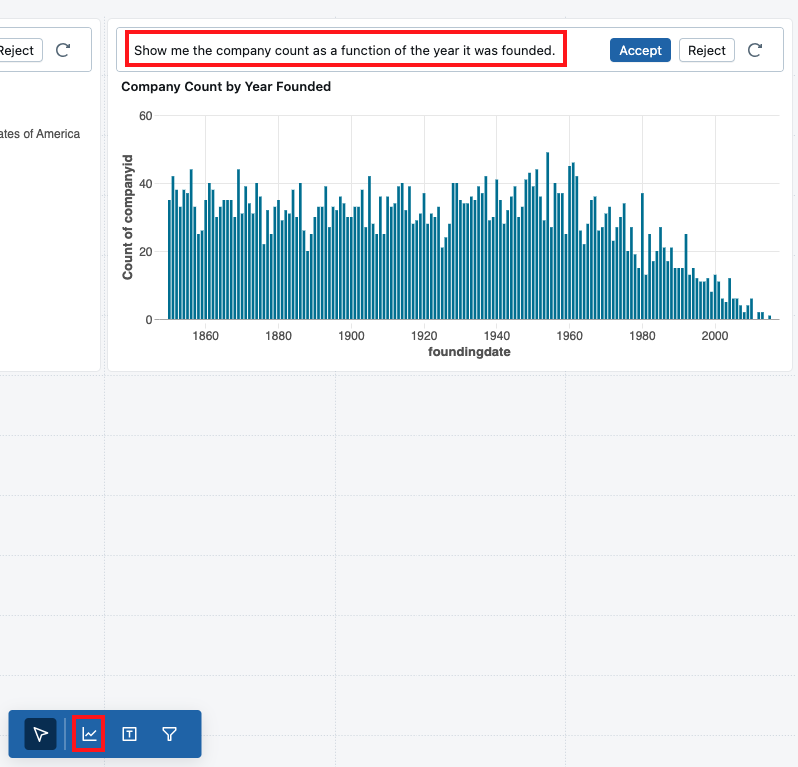 Reject
Show me the company count as a function of the year it was founded.
Accept
Reject
Company Count by Year Founded
ates of America
60
40
20
0
Count of companyid
1860 1880 1900 1920 1940 1960 1980 2000
foundingdate
T